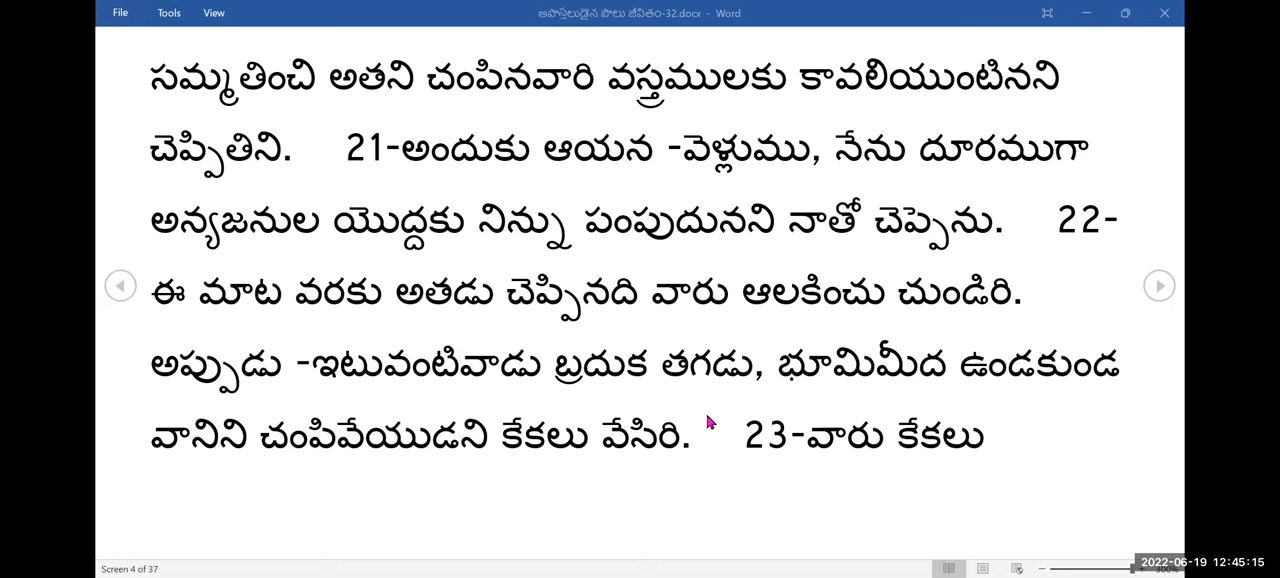 File Tools View అపొస్తలుడైన పౌలు జీవితం-32.docx - Word
సమ్మతించి అతని చంపినవారి వస్త్రములకు కావలియుంటినని
చెప్పితిని. 21-అందుకు ఆయన -వెళ్లుము, నేను దూరముగా
అన్యజనుల యొద్దకు నిన్ను పంపుదునని నాతో చెప్పెను. 22-
ఈ మాట వరకు అతడు చెప్పినది వారు ఆలకించు చుండిరి.
అప్పుడు -ఇటువంటివాడు బ్రదుక తగడు, భూమిమీద ఉండకుండ
వానిని చంపివేయుడని కేకలు వేసిరి. 23-వారు కేకలు
Screen 4 of 37
2022-06-19 12:45:15